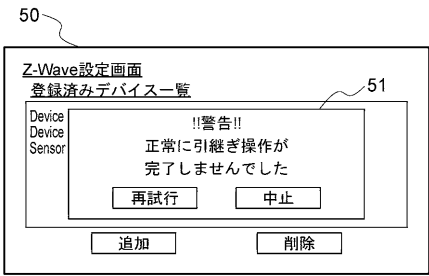 50
51
Z-Wave設定画面
登録済みデバイス一覧
Device
Device
Sensor
!!警告!!
正常に引継ぎ操作が
完了しませんでした
再試行
中止
追加
削除